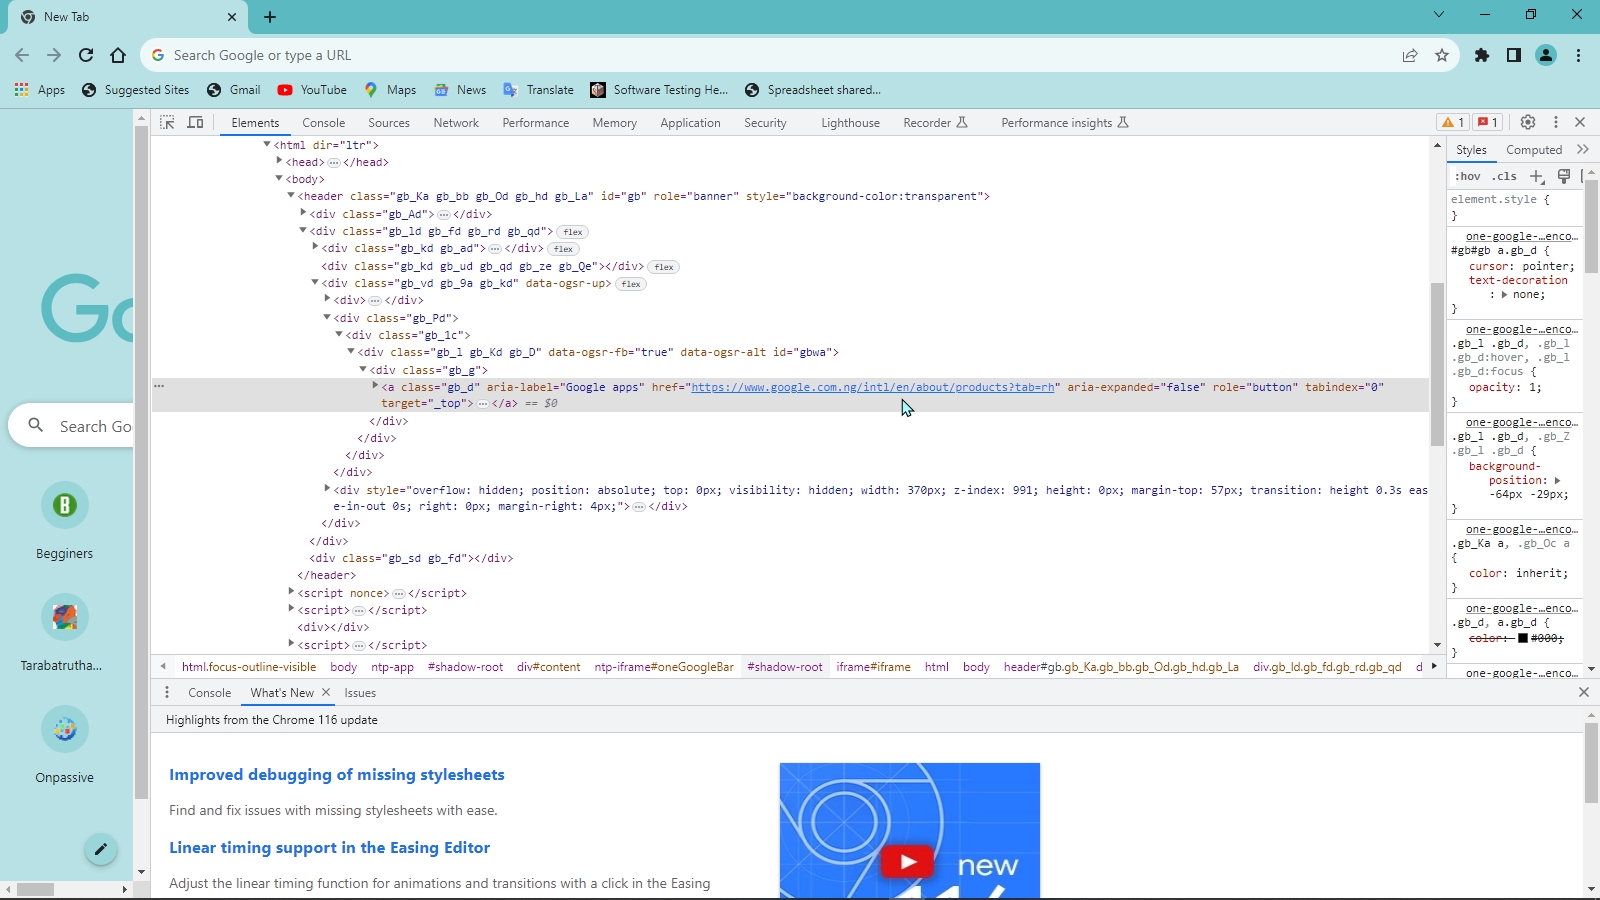 New Tab
Search Google or type a URL
Apps
Suggested Sites
Gmail
YouTube
Maps
News
Translate
Software Testing He...
Spreadsheet shared...
Elements
Console
Sources
Network
Performance
Memory
Application
Security
Lighthouse
Recorder
Performance insights
1
1
Go
Search Go
B
Begginers
Tarabatrutha...
Onpassive
<html dir="ltr">
<head> </head>
<body>
<header class="gb_Ka gb_bb gb_Od gb_hd gb_La" id="gb" role="banner" style="background-color:transparent">
<div class="gb_Ad"> </div>
<div class="gb_ld gb_fd gb_rd gb_qd"> flex
<div class="gb_kd gb_ad"> </div> flex
<div class="gb_kd gb_ud gb_qd gb_ze gb_Qe"></div> flex
<div class="gb_vd gb_9a gb_kd" data-ogsr-up> flex
<div> </div>
<div class="gb_Pd">
<div class="gb_1c">
<div class="gb_l gb_Kd gb_D" data-ogsr-fb="true" data-ogsr-alt id="gbwa">
<div class="gb_g">
<a class="gb_d" aria-label="Google apps" href="https://www.google.com.ng/intl/en/about/products?tab=rh" aria-expanded="false" role="button" tabindex="0"
target="_top"> </a> == $0
</div>
</div>
</div>
</div>
<div style="overflow: hidden; position: absolute; top: 0px; visibility: hidden; width: 370px; z-index: 991; height: 0px; margin-top: 57px; transition: height 0.3s eas
e-in-out 0s; right: 0px; margin-right: 4px;"> </div>
</div>
</div>
<div class="gb_sd gb_fd"></div>
</header>
<script nonce> </script>
<script> </script>
<div></div>
<script> </script>
html.focus-outline-visible
body
ntp-app
#shadow-root
div#content
ntp-iframe#oneGoogleBar
#shadow-root
iframe#iframe
html
body
header#gb.gb_Ka.gb_bb.gb_Od.gb_hd.gb_La
div.gb_ld.gb_fd.gb_rd.gb_qd
d
Styles
Computed
:hov
.cls
element.style {
}
one-google-…enco…
#gb#gb a.gb_d {
cursor: pointer;
text-decoration
: none;
}
one-google-…enco…
.gb_l .gb_d, .gb_l
.gb_d:hover, .gb_l
.gb_d:focus {
opacity: 1;
}
one-google-…enco…
.gb_l .gb_d, .gb_Z
.gb_l .gb_d {
background-
position:
-64px -29px;
}
one-google-…enco…
.gb_Ka a, .gb_Oc a
{
color: inherit;
}
one-google-…enco…
.gb_d, a.gb_d {
color: #000;
}
one-google-…enco…
Console
What's New
Issues
Highlights from the Chrome 116 update
Improved debugging of missing stylesheets
Find and fix issues with missing stylesheets with ease.
Linear timing support in the Easing Editor
Adjust the linear timing function for animations and transitions with a click in the Easing
new
116